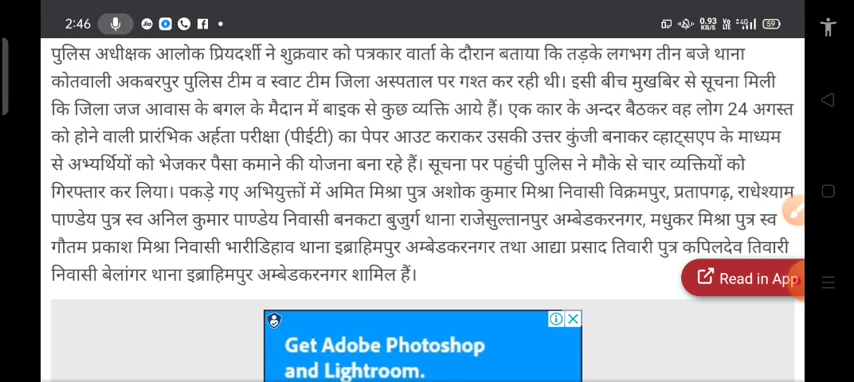 2:46
0.93 KB/S
Vo LTE
4G
59
पुलिस अधीक्षक आलोक प्रियदर्शी ने शुक्रवार को पत्रकार वार्ता के दौरान बताया कि तड़के लगभग तीन बजे थाना
कोतवाली अकबरपुर पुलिस टीम व स्वाट टीम जिला अस्पताल पर गश्त कर रही थी। इसी बीच मुखबिर से सूचना मिली
कि जिला जज आवास के बगल के मैदान में बाइक से कुछ व्यक्ति आये हैं। एक कार के अन्दर बैठकर वह लोग 24 अगस्त
को होने वाली प्रारंभिक अर्हता परीक्षा (पीईटी) का पेपर आउट कराकर उसकी उत्तर कुंजी बनाकर व्हाट्सएप के माध्यम
से अभ्यर्थियों को भेजकर पैसा कमाने की योजना बना रहे हैं। सूचना पर पहुंची पुलिस ने मौके से चार व्यक्तियों को
गिरफ्तार कर लिया। पकड़े गए अभियुक्तों में अमित मिश्रा पुत्र अशोक कुमार मिश्रा निवासी विक्रमपुर, प्रतापगढ़, राधेश्याम
पाण्डेय पुत्र स्व अनिल कुमार पाण्डेय निवासी बनकटा बुजुर्ग थाना राजेसुल्तानपुर अम्बेडकरनगर, मधुकर मिश्रा पुत्र स्व
गौतम प्रकाश मिश्रा निवासी भारीडिहाव थाना इब्राहिमपुर अम्बेडकरनगर तथा आद्या प्रसाद तिवारी पुत्र कपिलदेव तिवारी
निवासी बेलांगर थाना इब्राहिमपुर अम्बेडकरनगर शामिल हैं।
Read in App
Get Adobe Photoshop
and Lightroom.